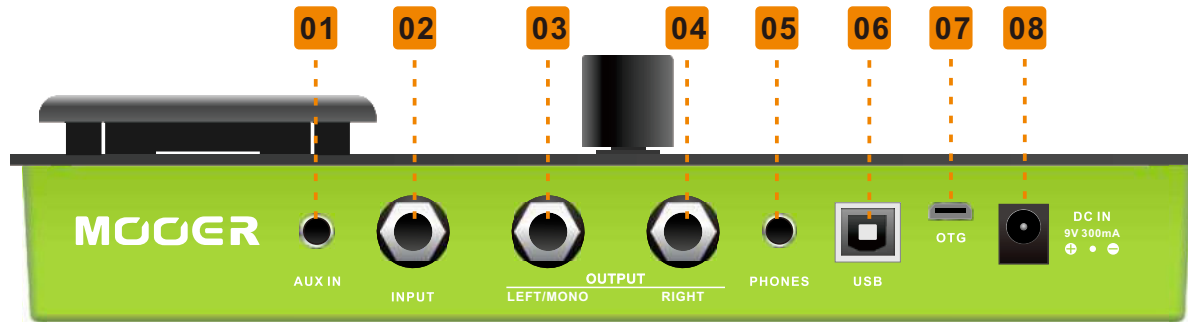 01 02 03 04 05 06 07 08
MOOER
AUX IN
INPUT
OUTPUT
LEFT/MONO RIGHT
PHONES
USB
OTG
DC IN
9V 300mA